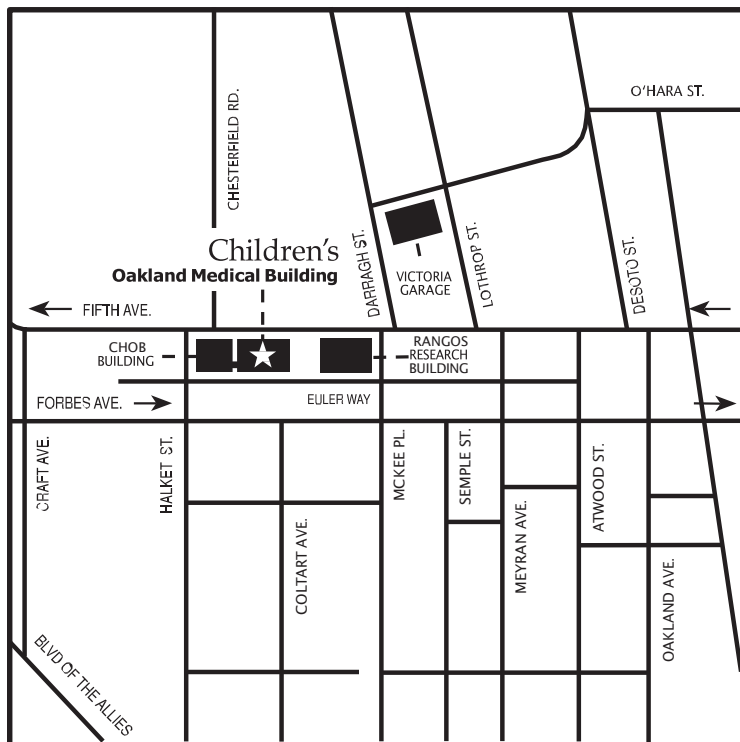 O'HARA ST.
CHESTERFIELD RD.
Children's
Oakland Medical Building
DARRAGH ST.
VICTORIA
GARAGE
LOTHROP ST.
DESOTO ST.
FIFTH AVE.
CHOB
BUILDING
RANGOS
RESEARCH
BUILDING
FORBES AVE.
EULER WAY
CRAFT AVE.
HALKET ST.
COLTART AVE.
MCKEE PL.
SEMPLE ST.
MEYRAN AVE.
ATWOOD ST.
OAKLAND AVE.
BLVD OF THE ALLIES